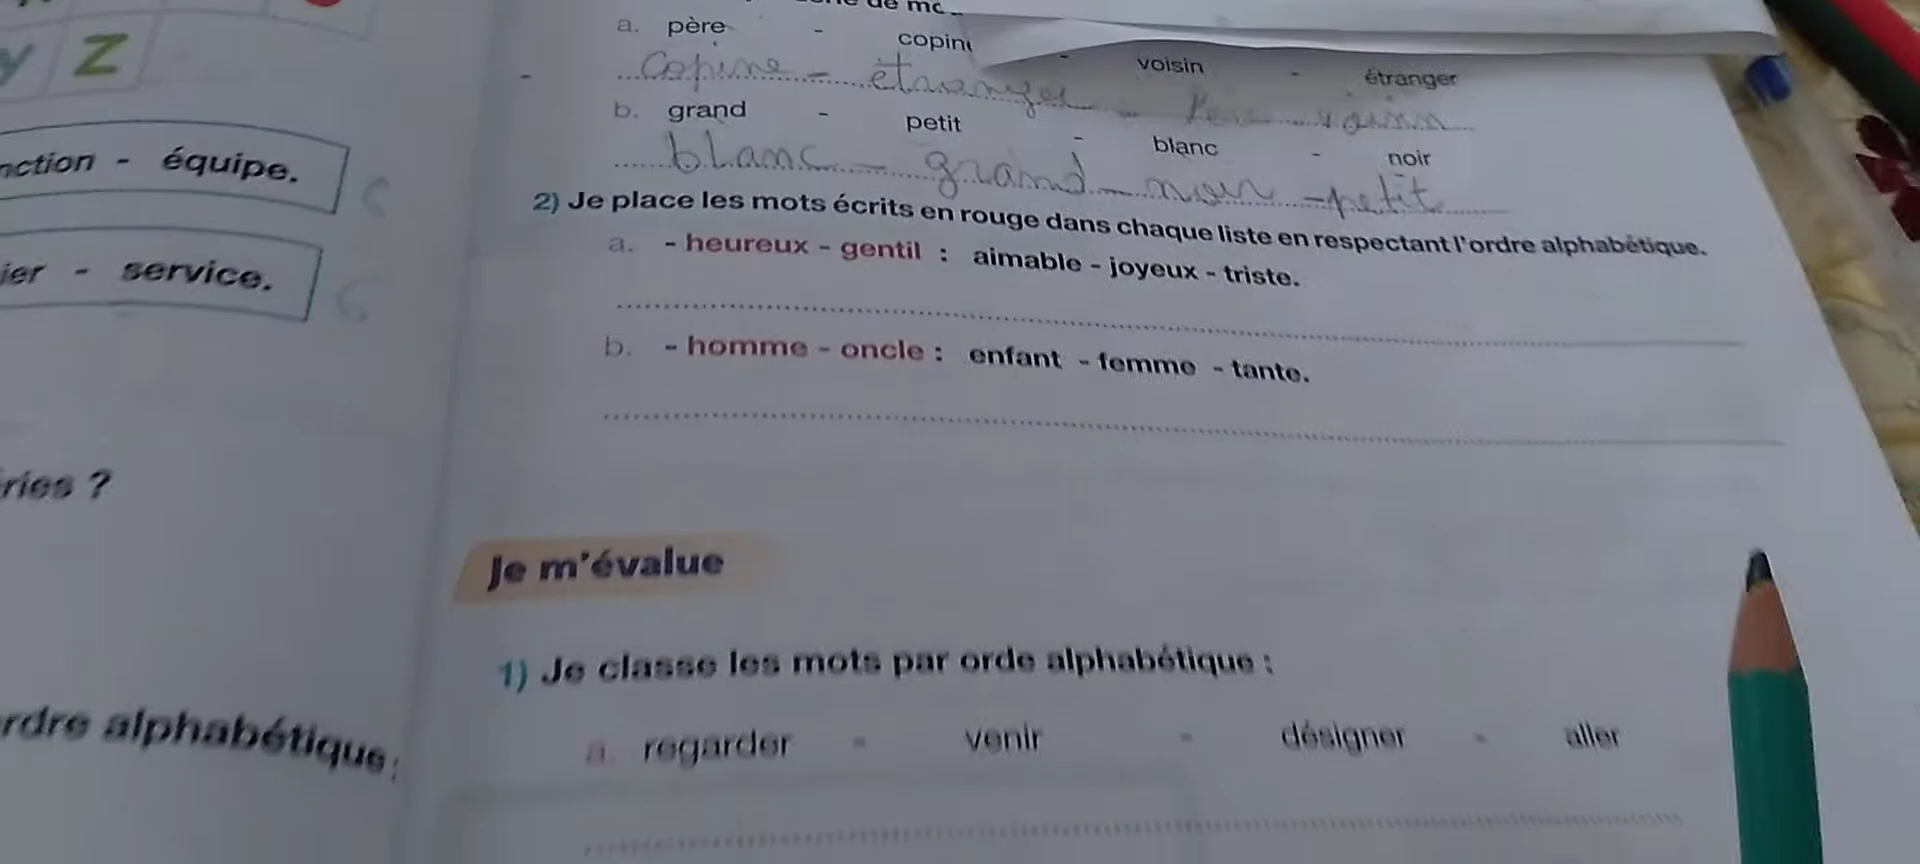 y Z
nction - équipe.
ier - service.
ries ?
rdre alphabétique
a. père - copin
voisin - étranger
Copine - étranger
b. grand - petit - blanc - noir
blanc - grand - noir - petit
2) Je place les mots écrits en rouge dans chaque liste en respectant l'ordre alphabétique.
a. - heureux - gentil : aimable - joyeux - triste.
b. - homme - oncle : enfant - femme - tante.
Je m'évalue
1) Je classe les mots par orde alphabétique :
a. regarder - venir - désigner - aller